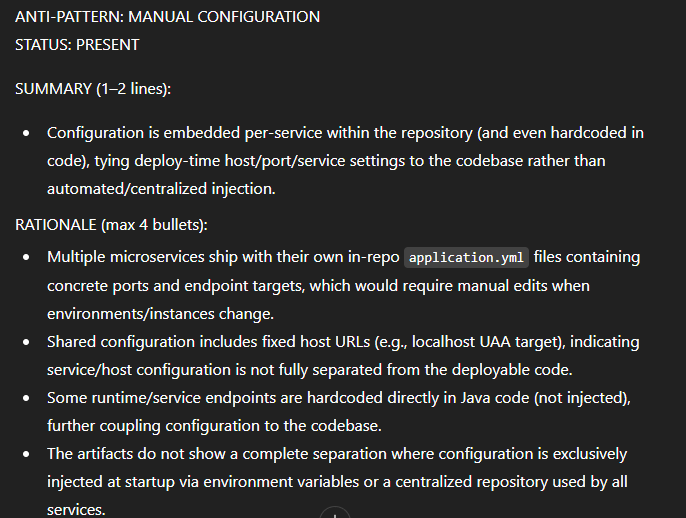 ANTI-PATTERN: MANUAL CONFIGURATION
STATUS: PRESENT
SUMMARY (1–2 lines):
• Configuration is embedded per-service within the repository (and even hardcoded in
code), tying deploy-time host/port/service settings to the codebase rather than
automated/centralized injection.
RATIONALE (max 4 bullets):
• Multiple microservices ship with their own in-repo application.yml files containing
concrete ports and endpoint targets, which would require manual edits when
environments/instances change.
• Shared configuration includes fixed host URLs (e.g., localhost UAA target), indicating
service/host configuration is not fully separated from the deployable code.
• Some runtime/service endpoints are hardcoded directly in Java code (not injected),
further coupling configuration to the codebase.
• The artifacts do not show a complete separation where configuration is exclusively
injected at startup via environment variables or a centralized repository used by all
services.